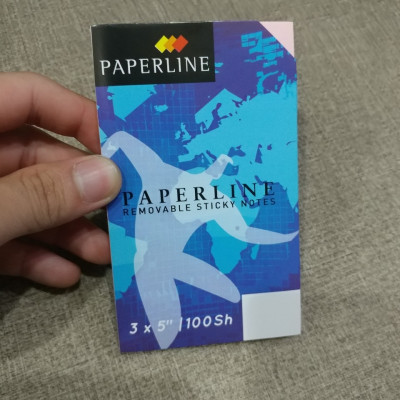 PAPERLINE
PAPERLINE
REMOVABLE STICKY NOTES
3 x 5" | 100Sh